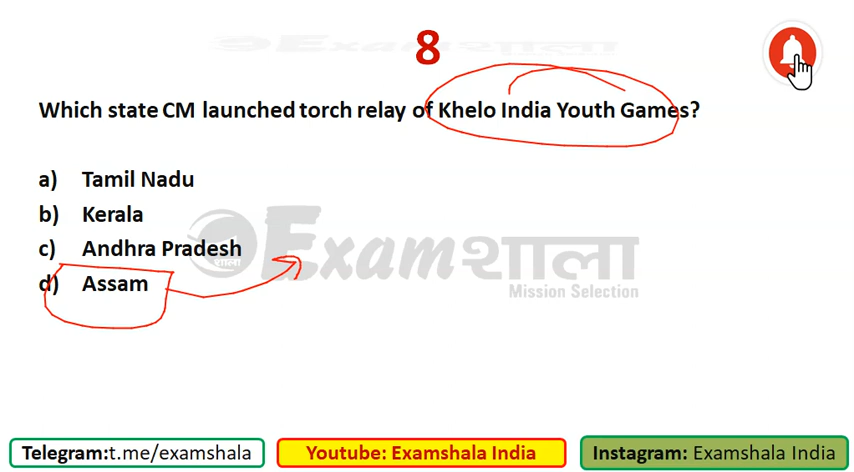 Examशाला
8
Which state CM launched torch relay of Khelo India Youth Games?
a) Tamil Nadu
b) Kerala
c) Andhra Pradesh
d) Assam
शाला
Examशाला
Mission Selection
Telegram:t.me/examshala
Youtube: Examshala India
Instagram: Examshala India